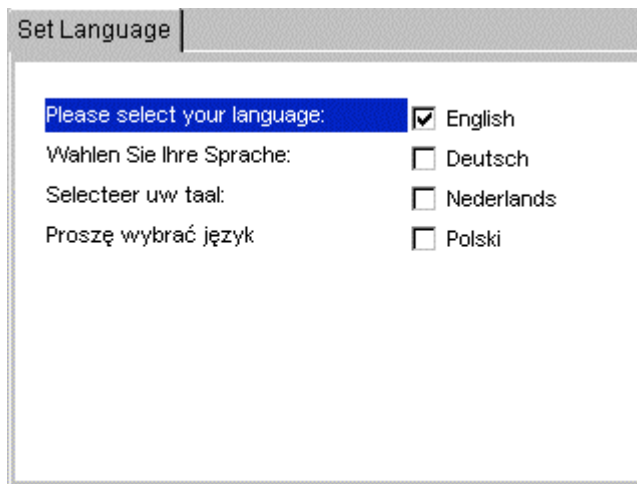 Set Language
Please select your language: English
Wahlen Sie Ihre Sprache: Deutsch
Selecteer uw taal: Nederlands
Proszę wybrać język Polski